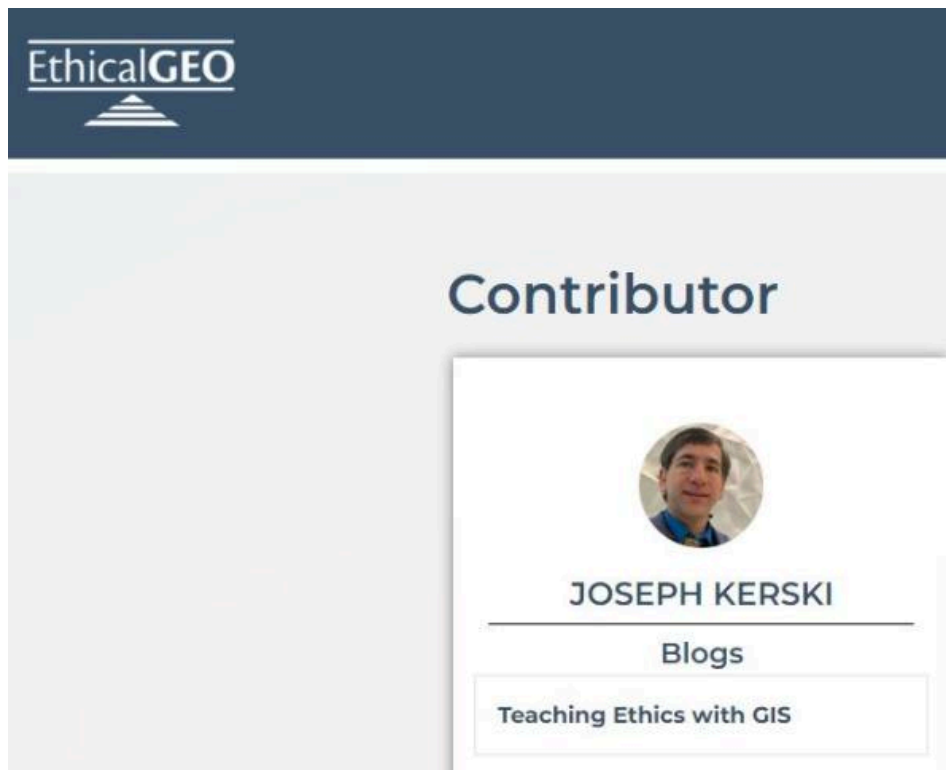 EthicalGEO
Contributor
JOSEPH KERSKI
Blogs
Teaching Ethics with GIS